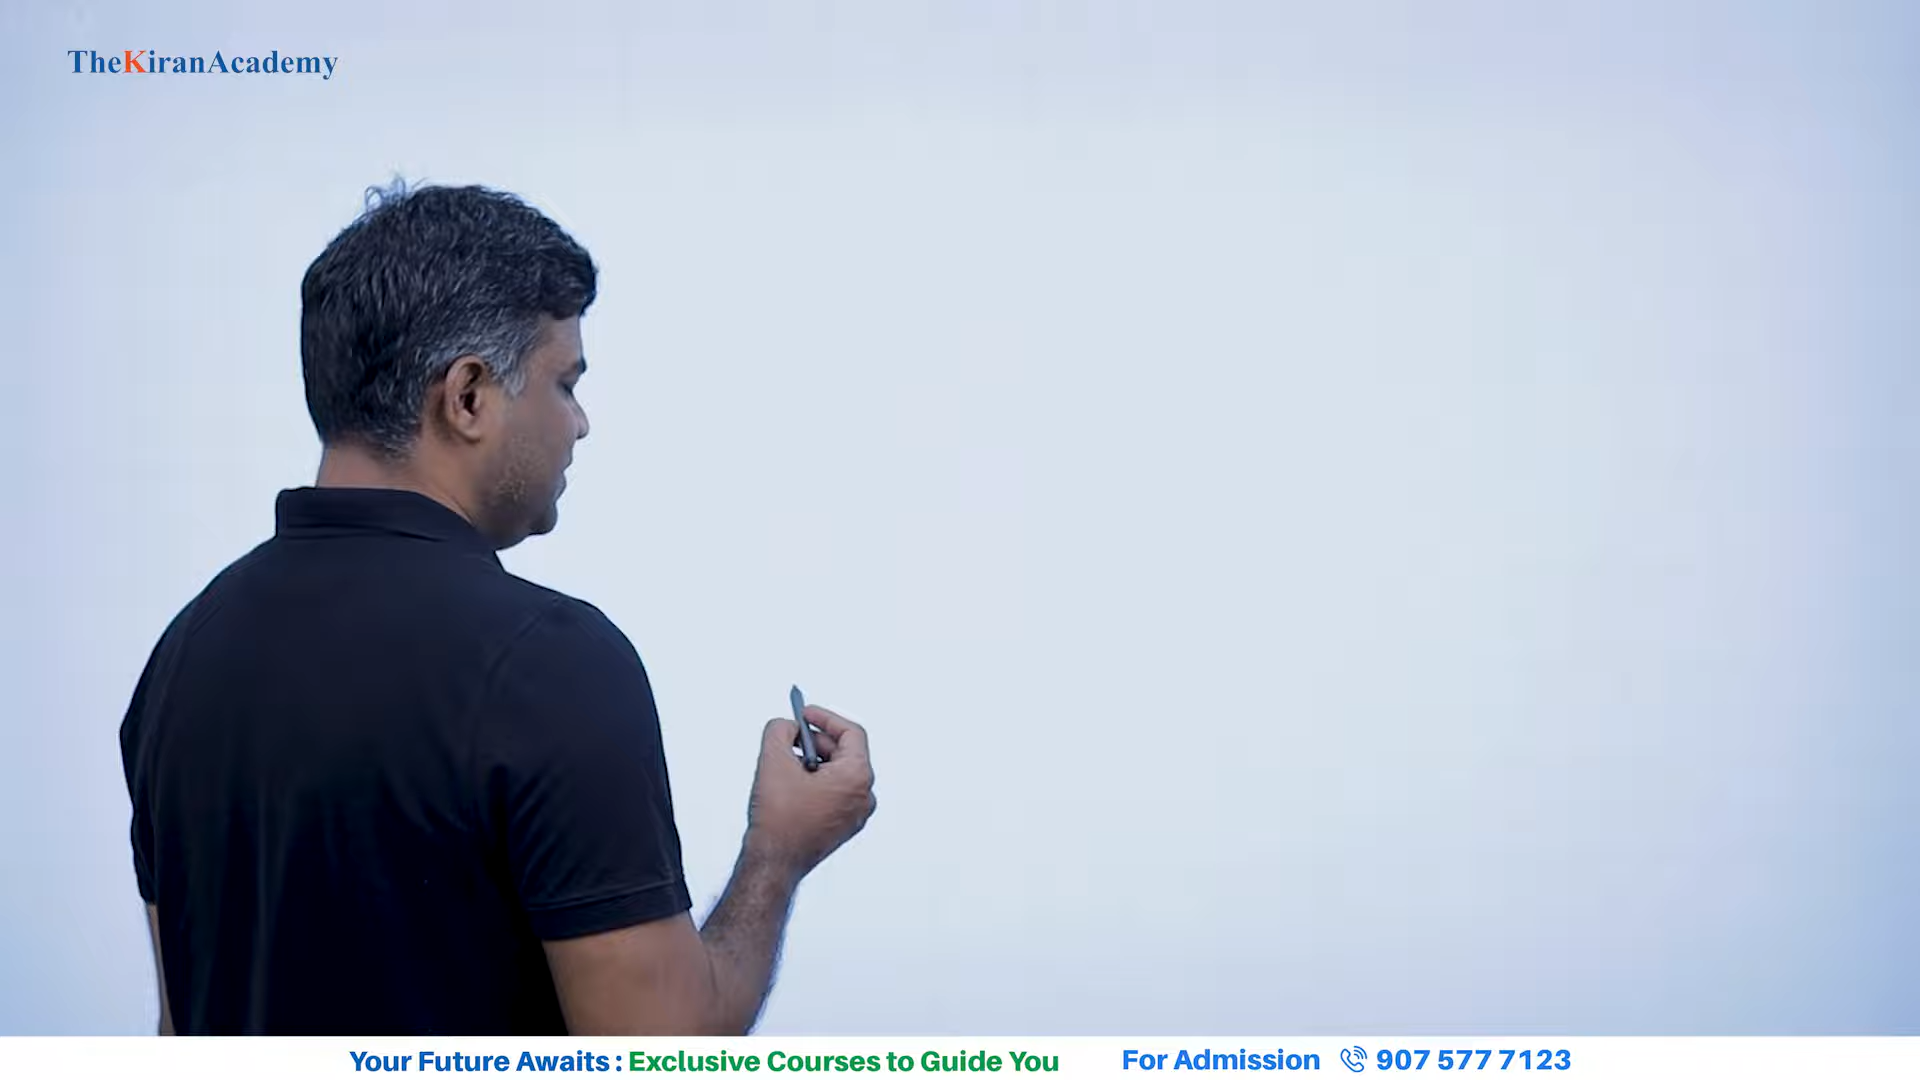 TheKiranAcademy
Your Future Awaits : Exclusive Courses to Guide You
For Admission 907 577 7123